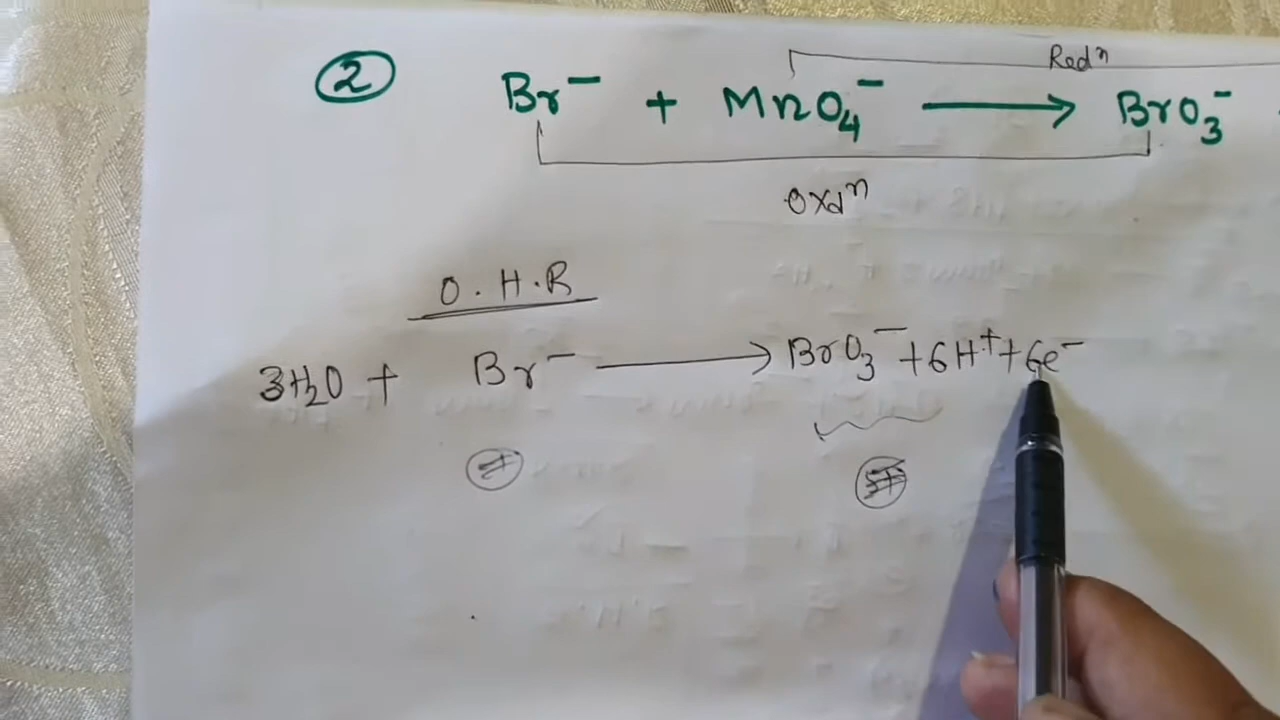 Redⁿ
② Br⁻ + MnO₄⁻ ⟶ BrO₃⁻
Oxdⁿ
O.H.R
3H₂O + Br⁻ ⟶ BrO₃⁻ + 6H⁺ + 6e⁻